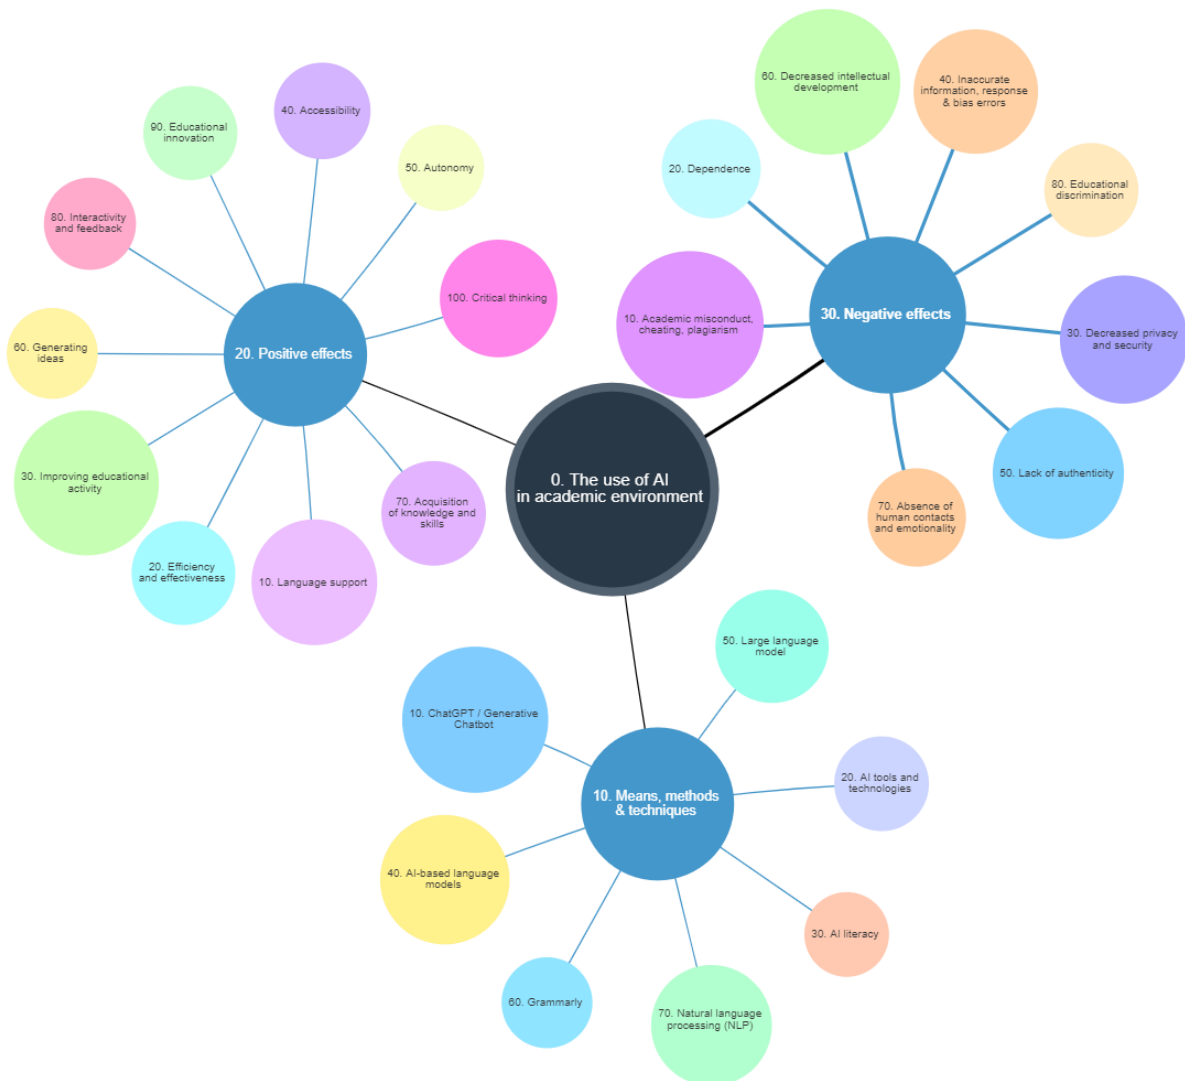 0. The use of AI
in academic environment
20. Positive effects
90. Educational
innovation
40. Accessibility
50. Autonomy
80. Interactivity
and feedback
100. Critical thinking
60. Generating
ideas
30. Improving educational
activity
20. Efficiency
and effectiveness
10. Language support
70. Acquisition
of knowledge and
skills
30. Negative effects
60. Decreased intellectual
development
40. Inaccurate
information, response
& bias errors
20. Dependence
80. Educational
discrimination
10. Academic misconduct,
cheating, plagiarism
30. Decreased privacy
and security
50. Lack of authenticity
70. Absence of
human contacts
and emotionality
10. Means, methods
& techniques
50. Large language
model
10. ChatGPT / Generative
Chatbot
20. AI tools and
technologies
40. AI-based language
models
30. AI literacy
60. Grammarly
70. Natural language
processing (NLP)